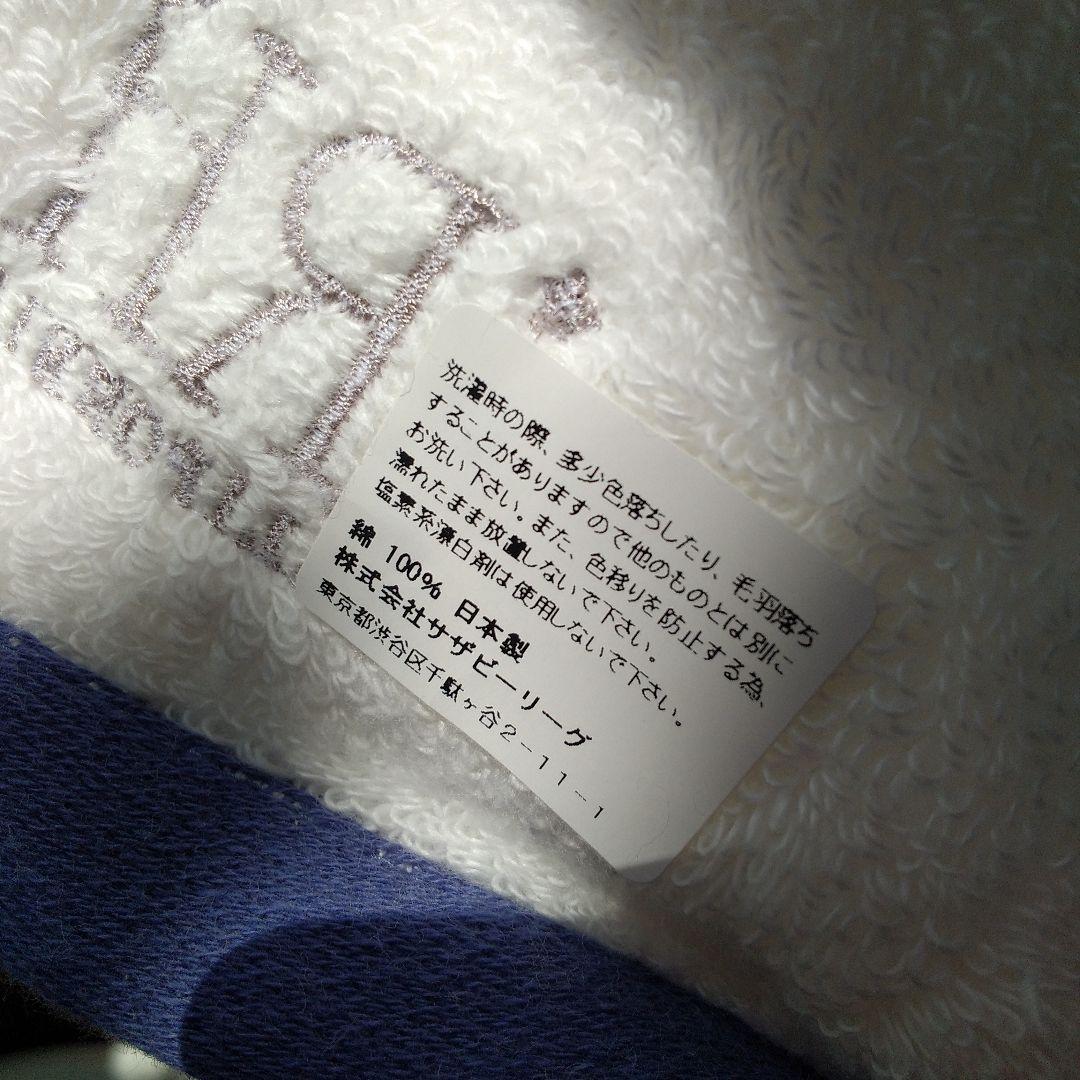 洗濯時の際、多少色落ちしたり、毛羽落ち
することがありますので他のものとは別に
お洗い下さい。また、色移りを防止する為、
濡れたまま放置しないで下さい。
塩素系漂白剤は使用しないで下さい。
綿 100% 日本製
株式会社サザビーリーグ
東京都渋谷区千駄ヶ谷2-11-1